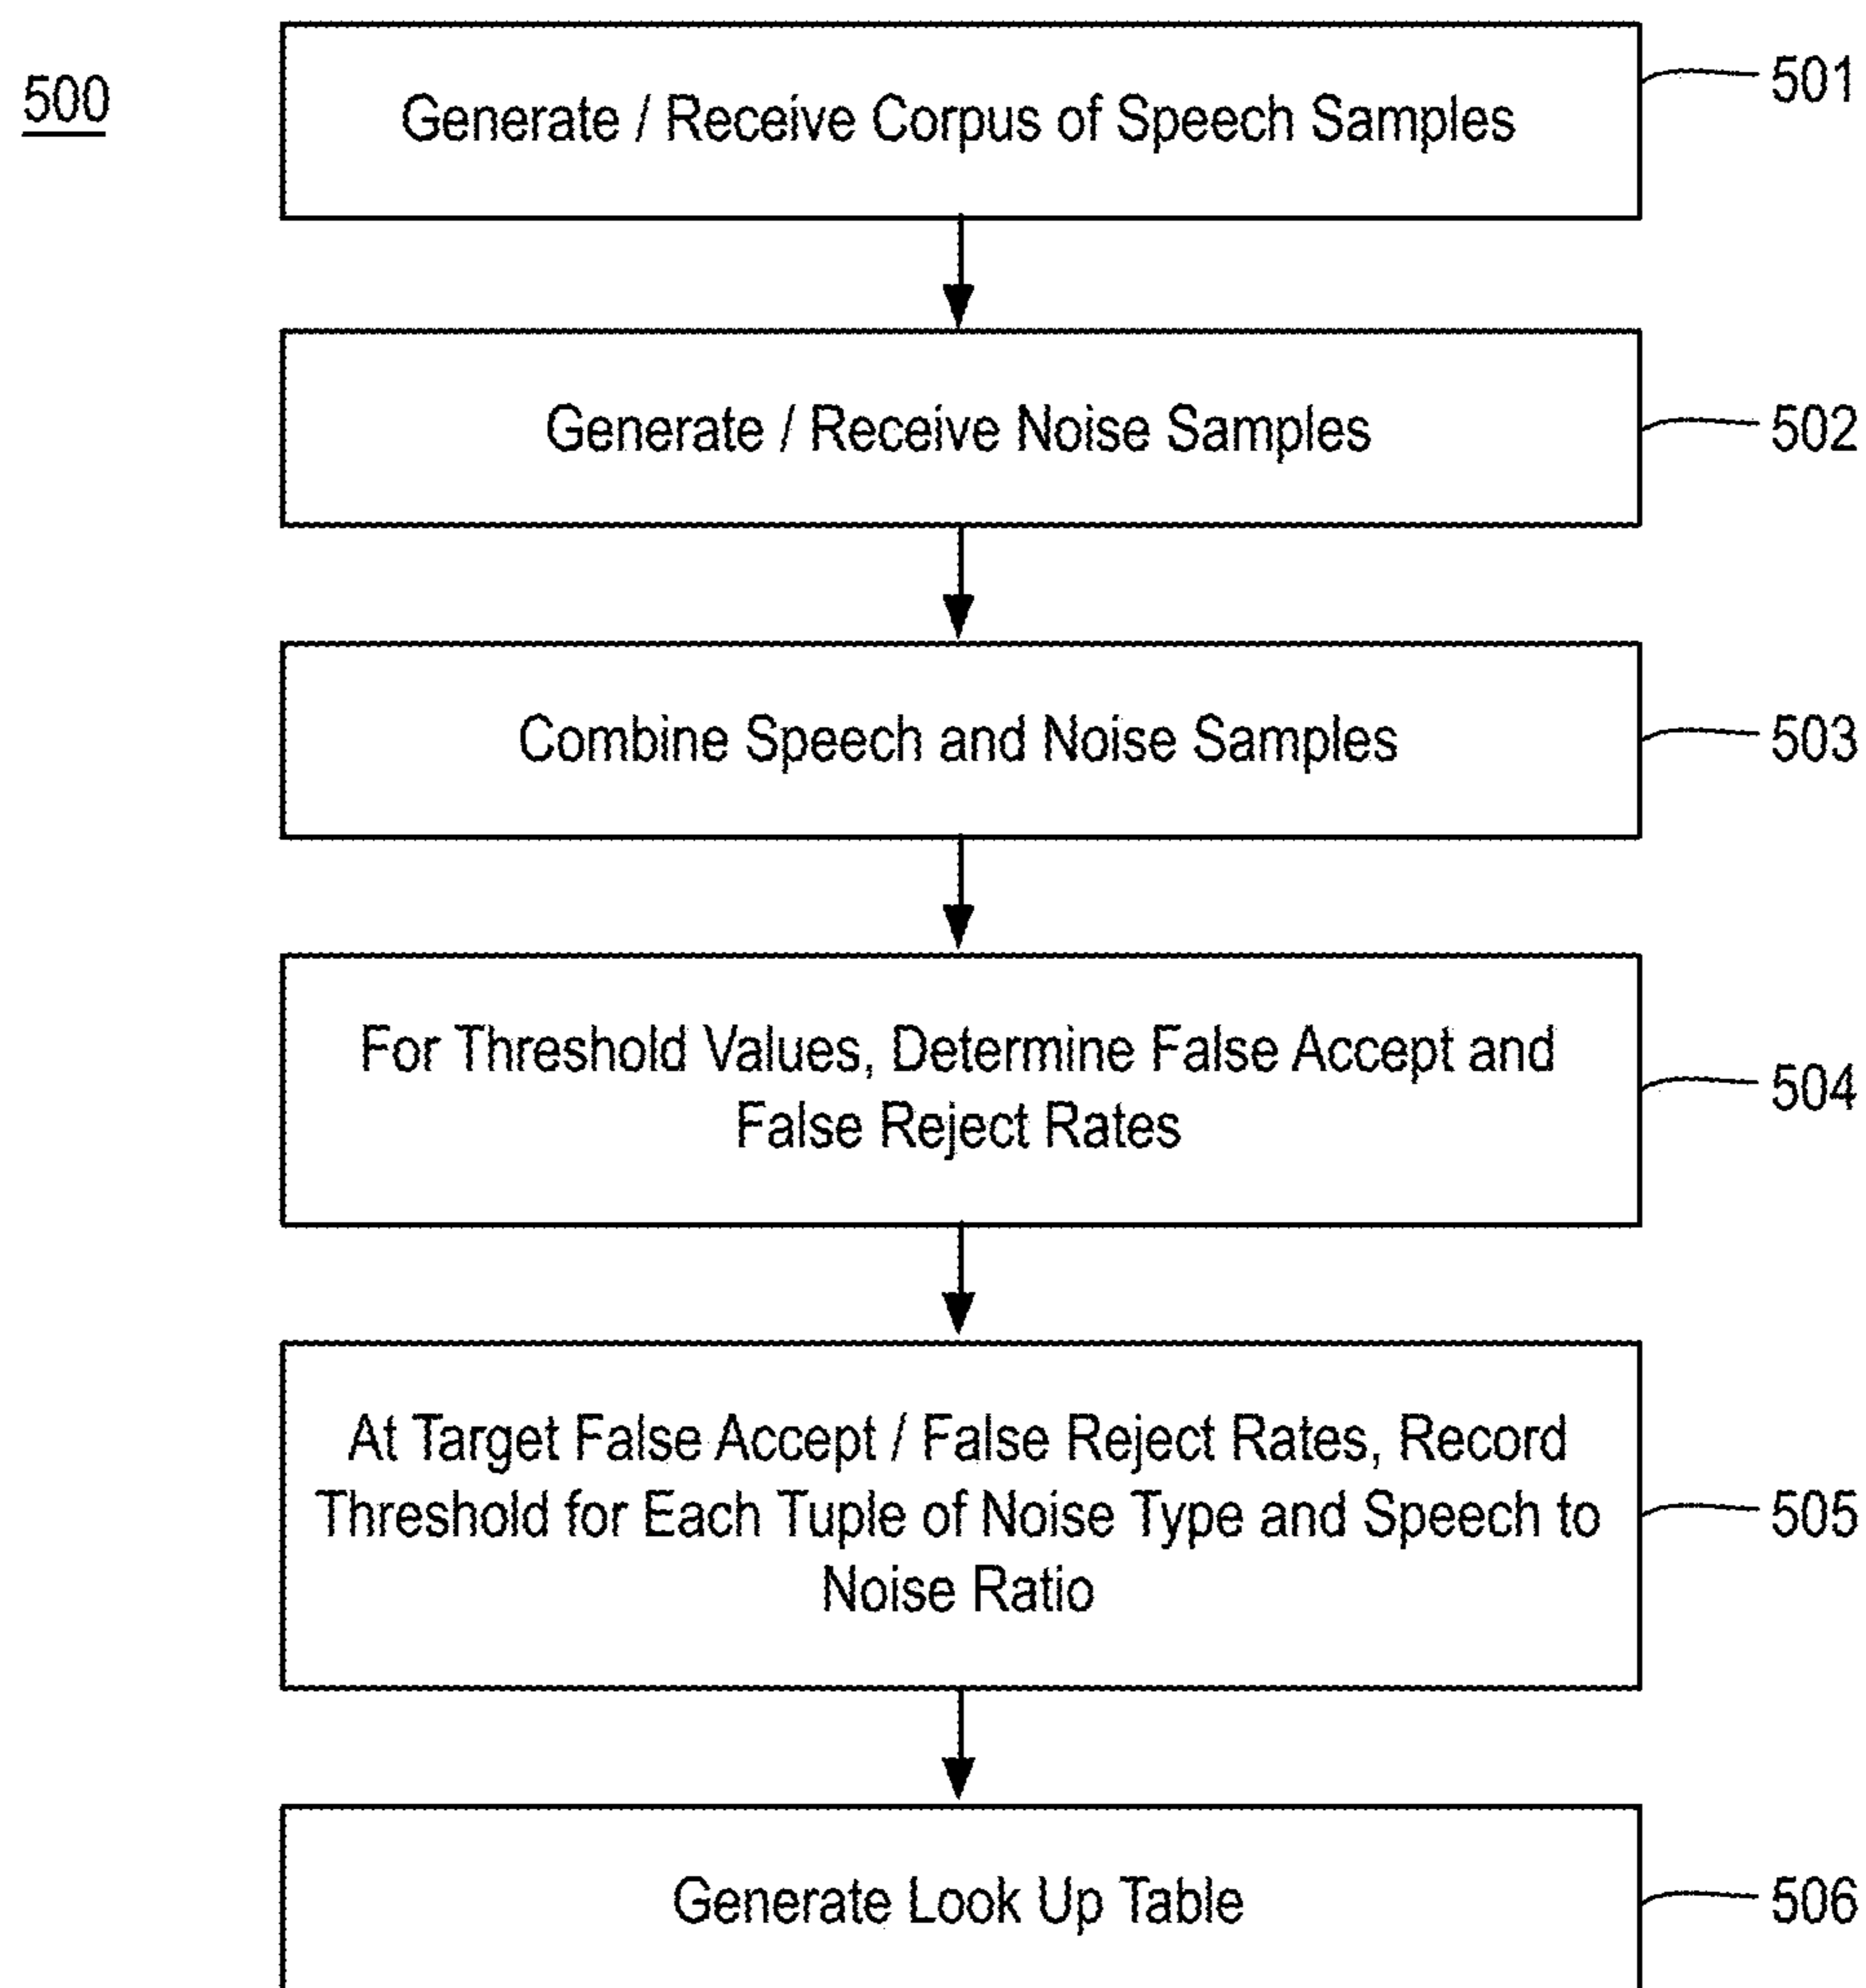 500
Generate / Receive Corpus of Speech Samples
501
Generate / Receive Noise Samples
502
Combine Speech and Noise Samples
503
For Threshold Values, Determine False Accept and
False Reject Rates
504
At Target False Accept / False Reject Rates, Record
Threshold for Each Tuple of Noise Type and Speech to
Noise Ratio
505
Generate Look Up Table
506